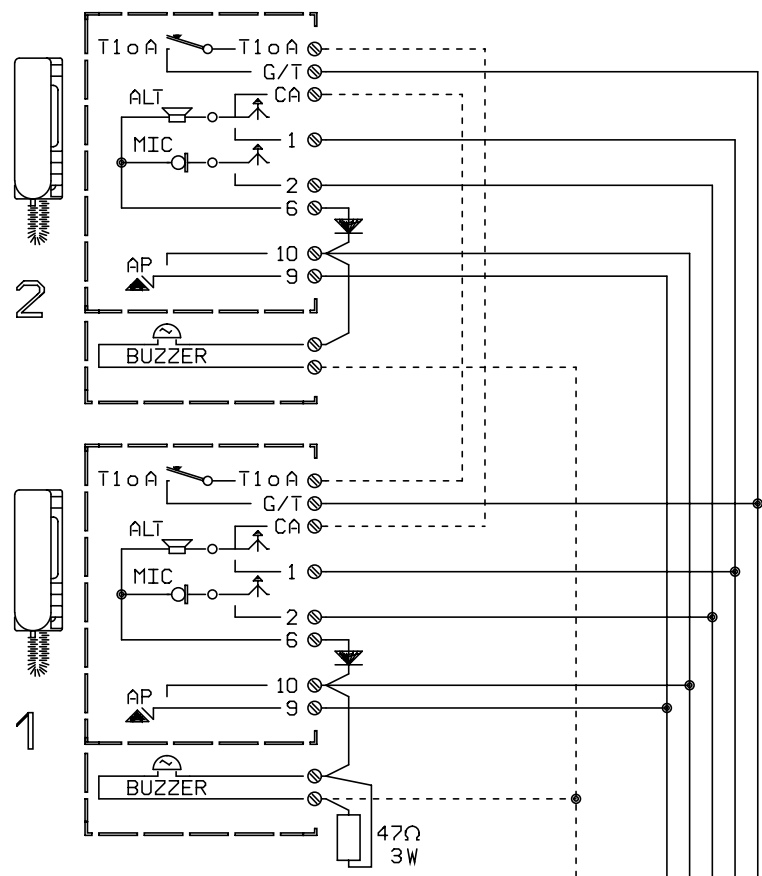 T1oA T1oA
G/T
ALT CA
MIC 1
2
6
10
AP 9
2
BUZZER
T1oA T1oA
G/T
ALT CA
MIC 1
2
6
10
AP 9
1
BUZZER
47Ω
3W